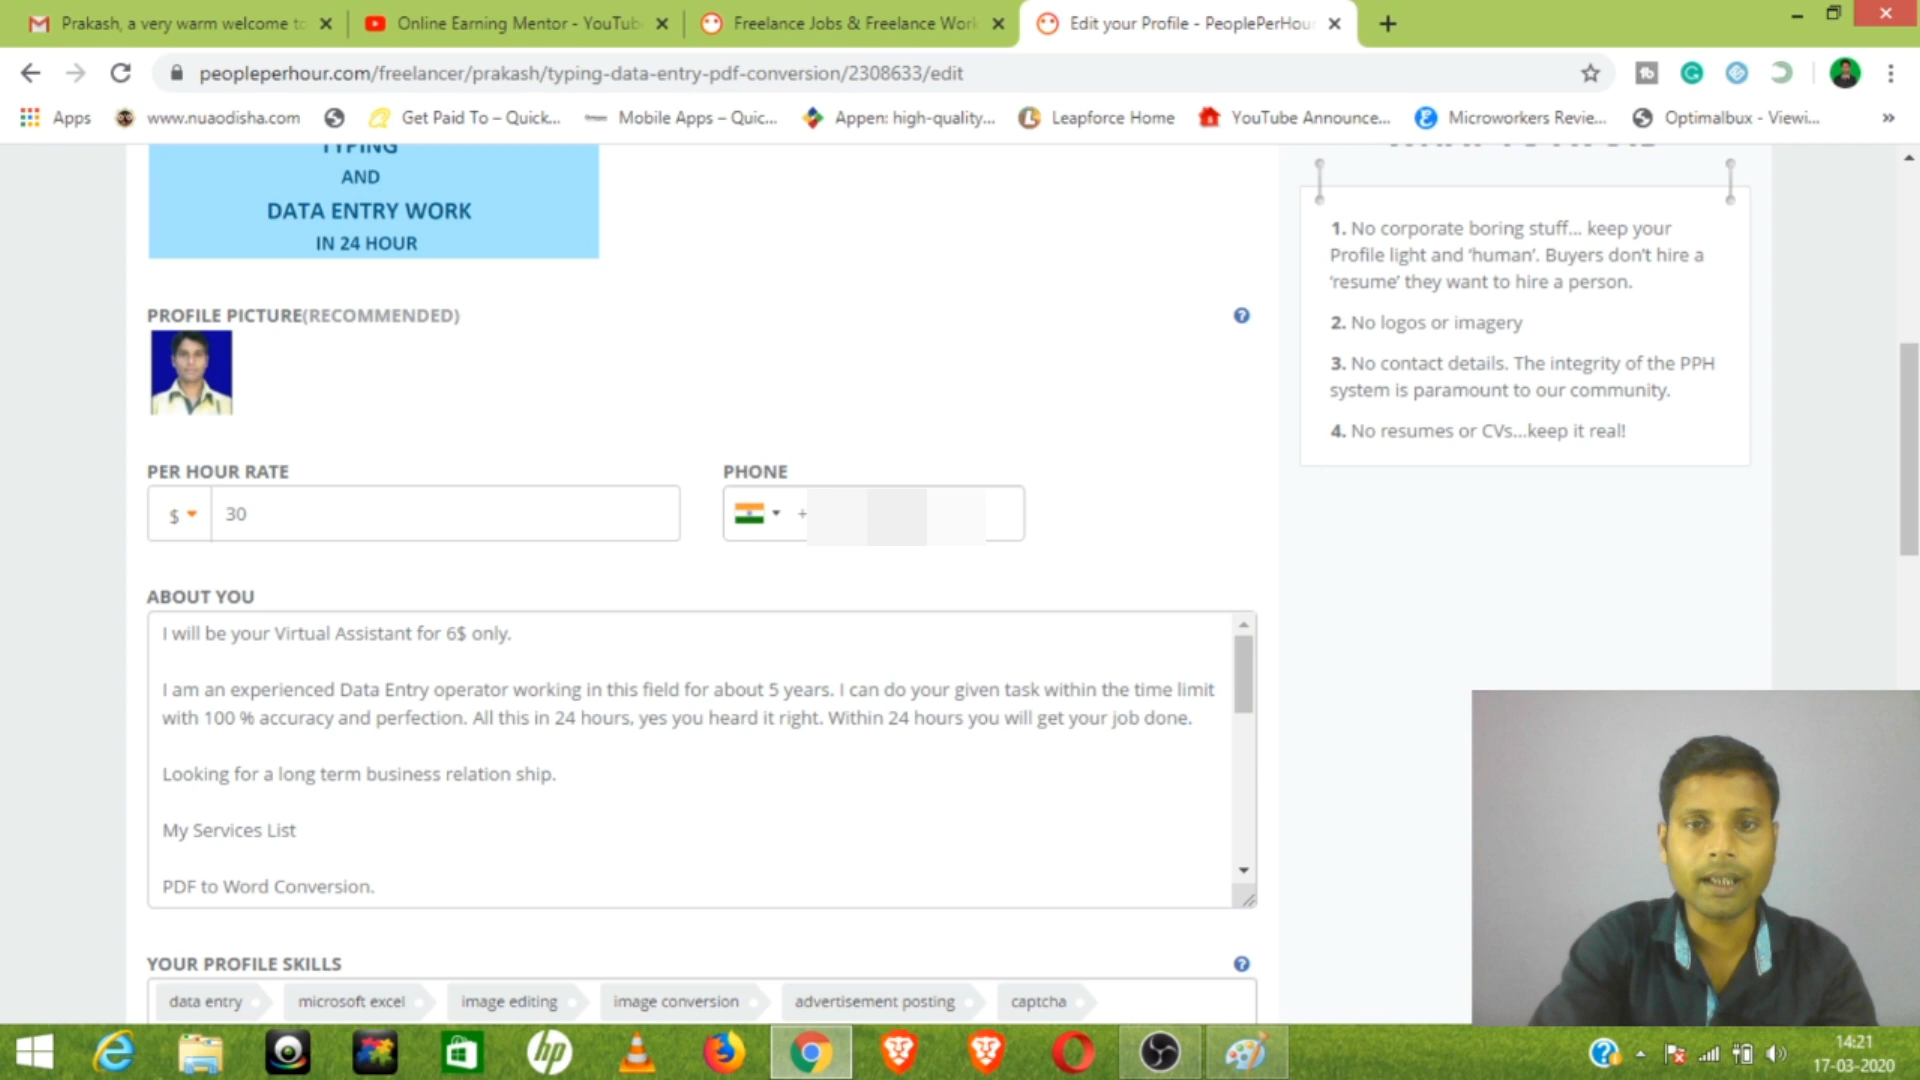 Prakash, a very warm welcome to
Online Earning Mentor - YouTub
Freelance Jobs & Freelance Work
Edit your Profile - PeoplePerHour
peopleperhour.com/freelancer/prakash/typing-data-entry-pdf-conversion/2308633/edit
Apps
www.nuaodisha.com
Get Paid To – Quick...
Mobile Apps – Quic...
Appen: high-quality...
Leapforce Home
YouTube Announce...
Microworkers Revie...
Optimalbux - Viewi...
»
TYPING
AND
DATA ENTRY WORK
IN 24 HOUR
1. No corporate boring stuff... keep your
Profile light and 'human'. Buyers don't hire a
'resume' they want to hire a person.
2. No logos or imagery
3. No contact details. The integrity of the PPH
system is paramount to our community.
4. No resumes or CVs...keep it real!
PROFILE PICTURE(RECOMMENDED)
PER HOUR RATE
$ 30
PHONE
+
ABOUT YOU
I will be your Virtual Assistant for 6$ only.
I am an experienced Data Entry operator working in this field for about 5 years. I can do your given task within the time limit
with 100 % accuracy and perfection. All this in 24 hours, yes you heard it right. Within 24 hours you will get your job done.
Looking for a long term business relation ship.
My Services List
PDF to Word Conversion.
YOUR PROFILE SKILLS
data entry
microsoft excel
image editing
image conversion
advertisement posting
captcha
hp
14:21
17-03-2020